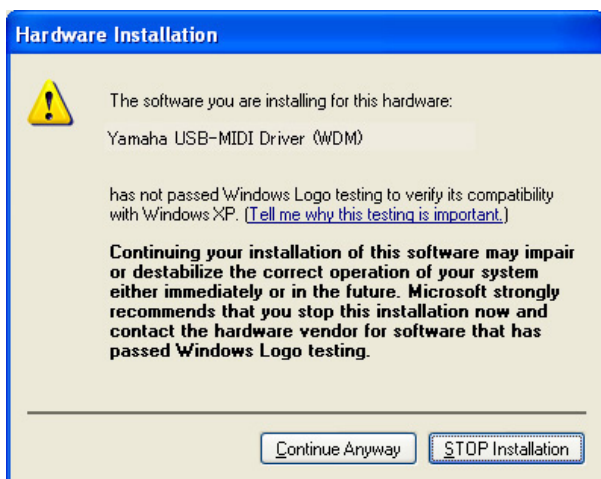 Hardware Installation
The software you are installing for this hardware:
Yamaha USB-MIDI Driver (WDM)
has not passed Windows Logo testing to verify its compatibility
with Windows XP. (Tell me why this testing is important.)
Continuing your installation of this software may impair
or destabilize the correct operation of your system
either immediately or in the future. Microsoft strongly
recommends that you stop this installation now and
contact the hardware vendor for software that has
passed Windows Logo testing.
Continue Anyway
STOP Installation